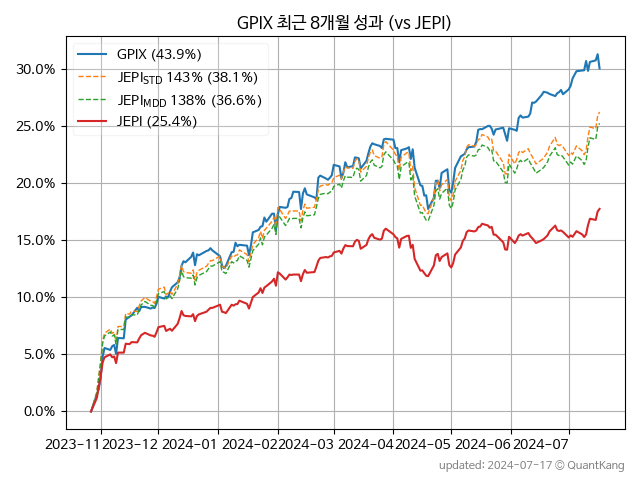 GPIX 최근 8개월 성과 (vs JEPI)
GPIX (43.9%)
JEPI_STD 143% (38.1%)
JEPI_MDD 138% (36.6%)
JEPI (25.4%)
30.0%
25.0%
20.0%
15.0%
10.0%
5.0%
0.0%
2023-11 2023-12 2024-01 2024-02 2024-03 2024-04 2024-05 2024-06 2024-07
updated: 2024-07-17 © QuantKang